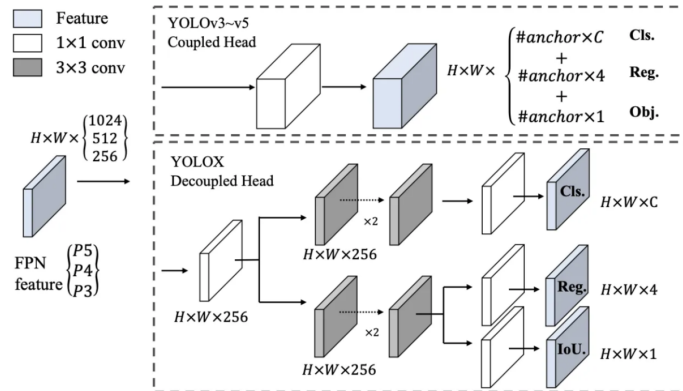 Feature
1×1 conv
3×3 conv
H×W×{1024
512
256}
FPN
feature
{P5
P4
P3}
YOLOv3~v5
Coupled Head
H×W×
{#anchor×C Cls.
+
#anchor×4 Reg.
+
#anchor×1 Obj.
YOLOX
Decoupled Head
H×W×256
×2
H×W×256
Cls.
H×W×C
×2
H×W×256
Reg.
H×W×4
IoU.
H×W×1